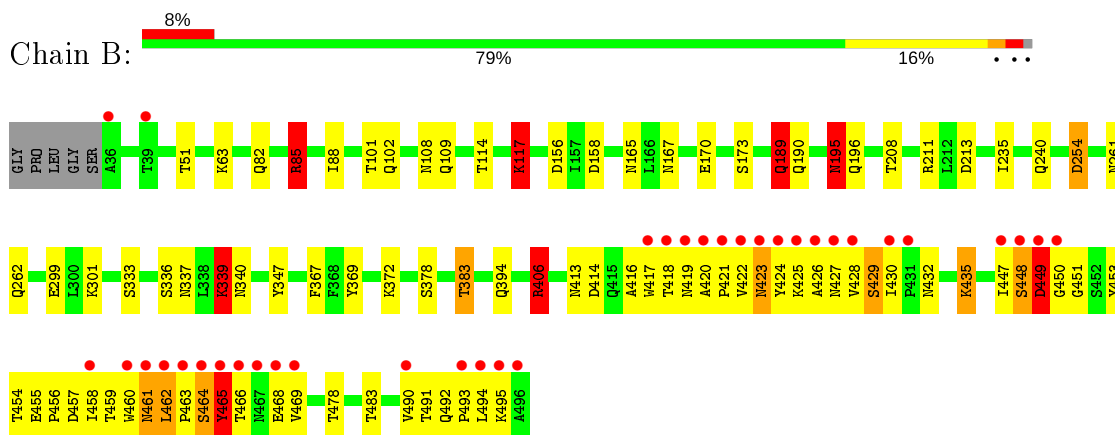 8%
Chain B:
79% 16% • • •
GLY PRO LEU GLY SER A36 T39 T51 K63 Q82 R85 I88 T101 Q102 N108 Q109 T114 K117 D156 I157 D158 N165 L166 N167 E170 S173 Q189 Q190 N195 Q196 T208 R211 L212 D213 I235 Q240 D254 N261
Q262 E299 L300 K301 S333 S336 N337 L338 K339 N340 Y347 F367 F368 Y369 K372 S378 T383 Q394 R406 N413 D414 Q415 A416 W417 T418 N419 A420 P421 V422 N423 Y424 K425 A426 N427 V428 S429 I430 P431 N432 K435 I447 S448 D449 G450 G451 S452 Y453
T454 E455 P456 D457 I458 T459 W460 N461 L462 P463 S464 Y465 T466 N467 E468 V469 T478 T483 V490 T491 Q492 P493 L494 K495 A496